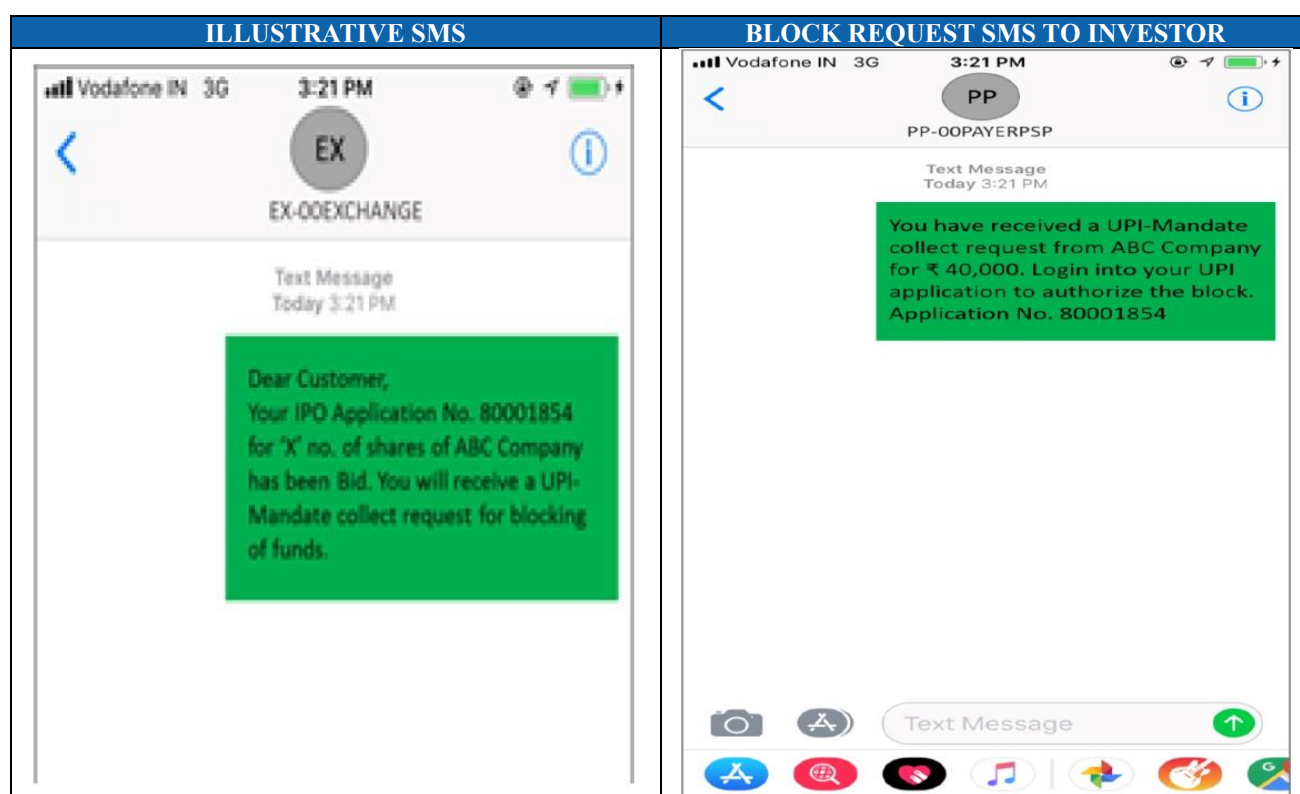 ILLUSTRATIVE SMS
Vodafone IN 3G 3:21 PM
EX
EX-00EXCHANGE
Text Message
Today 3:21 PM
Dear Customer,
Your IPO Application No. 80001854
for 'X' no. of shares of ABC Company
has been Bid. You will receive a UPI-
Mandate collect request for blocking
of funds.
BLOCK REQUEST SMS TO INVESTOR
Vodafone IN 3G 3:21 PM
PP
PP-00PAYERPSP
Text Message
Today 3:21 PM
You have received a UPI-Mandate
collect request from ABC Company
for ₹ 40,000. Login into your UPI
application to authorize the block.
Application No. 80001854
Text Message
G